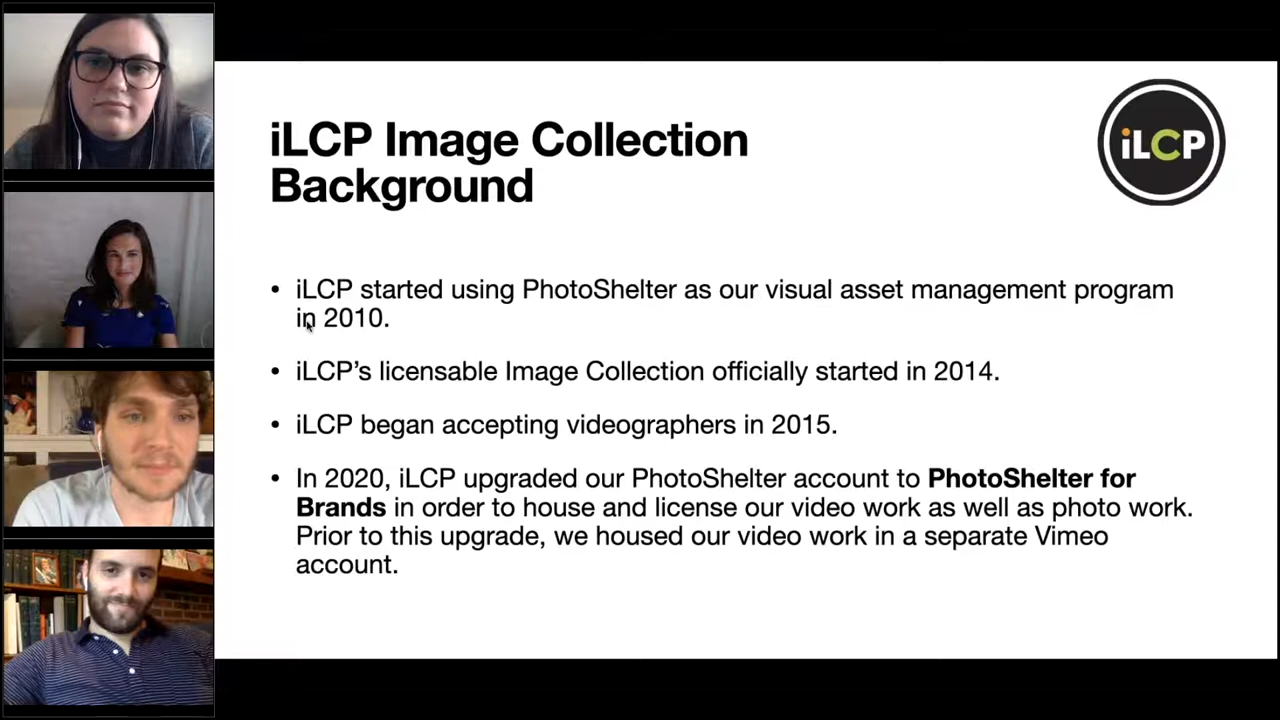 iLCP Image Collection
Background
iLCP
• iLCP started using PhotoShelter as our visual asset management program
in 2010.
• iLCP’s licensable Image Collection officially started in 2014.
• iLCP began accepting videographers in 2015.
• In 2020, iLCP upgraded our PhotoShelter account to PhotoShelter for
Brands in order to house and license our video work as well as photo work.
Prior to this upgrade, we housed our video work in a separate Vimeo
account.